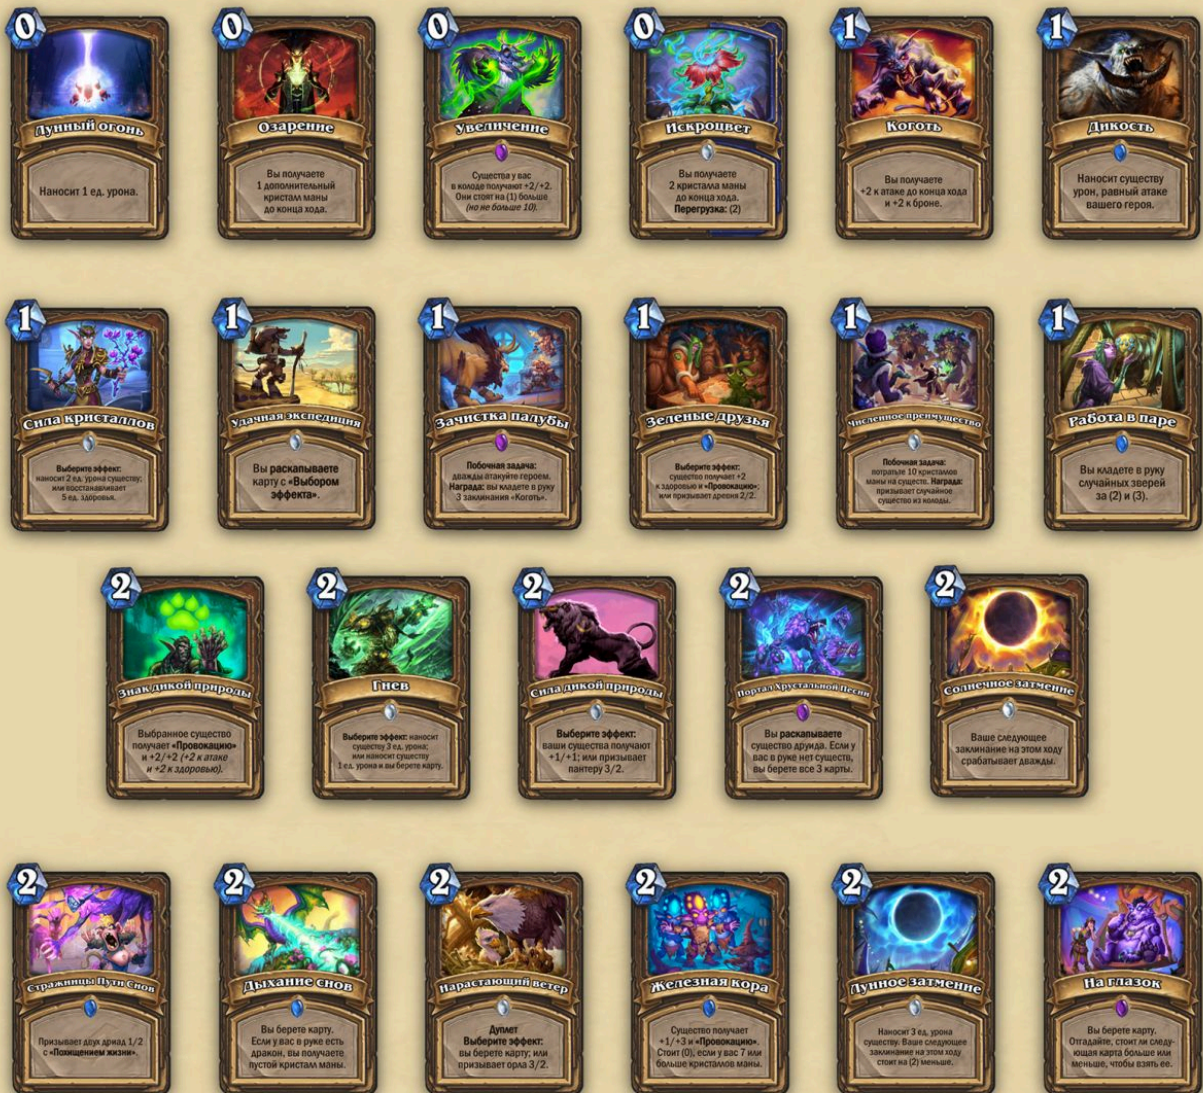 0
Лунный огонь
Наносит 1 ед. урона.
0
Озарение
Вы получаете
1 дополнительный
кристалл маны
до конца хода.
0
Увеличение
Существа у вас
в колоде получают +2/+2.
Они стоят на (1) больше
(но не больше 10).
0
Искроцвет
Вы получаете
2 кристалла маны
до конца хода.
Перегрузка: (2)
1
Коготь
Вы получаете
+2 к атаке до конца хода
и +2 к броне.
1
Дикость
Наносит существу
урон, равный атаке
вашего героя.
1
Сила кристаллов
Выберите эффект:
наносит 2 ед. урона существу;
или восстанавливает
5 ед. здоровья.
1
Удачная экспедиция
Вы раскапываете
карту с «Выбором
эффекта».
1
Зачистка палубы
Побочная задача:
дважды атакуйте героем.
Награда: вы кладете в руку
3 заклинания «Коготь».
1
Зеленые друзья
Выберите эффект:
существо получает +2
к здоровью и «Провокацию»;
или призывает древня 2/2.
1
Численное преимущество
Побочная задача:
потратьте 10 кристаллов
маны на существ. Награда:
призывает случайное
существо из колоды.
1
Работа в паре
Вы кладете в руку
случайных зверей
за (2) и (3).
2
Знак дикой природы
Выбранное существо
получает «Провокацию»
и +2/+2 (+2 к атаке
и +2 к здоровью).
2
Гнев
Выберите эффект: наносит
существу 3 ед. урона;
или наносит существу
1 ед. урона и вы берете карту.
2
Сила дикой природы
Выберите эффект:
ваши существа получают
+1/+1; или призывает
пантеру 3/2.
2
Портал Хрустальной Песни
Вы раскапываете
существо друида. Если у
вас в руке нет существ,
вы берете все 3 карты.
2
Солнечное затмение
Ваше следующее
заклинание на этом ходу
срабатывает дважды.
2
Стражницы Пути Снов
Призывает двух дриад 1/2
с «Похищением жизни».
2
Дыхание снов
Вы берете карту.
Если у вас в руке есть
дракон, вы получаете
пустой кристалл маны.
2
Нарастающий ветер
Дуплет
Выберите эффект:
вы берете карту; или
призывает орла 3/2.
2
Железная кора
Существо получает
+1/+3 и «Провокацию».
Стоит (0), если у вас 7 или
больше кристаллов маны.
2
Лунное затмение
Наносит 3 ед. урона
существу. Ваше следующее
заклинание на этом ходу
стоит на (2) меньше.
2
На глазок
Вы берете карту.
Отгадайте, стоит ли следу-
ющая карта больше или
меньше, чтобы взять ее.